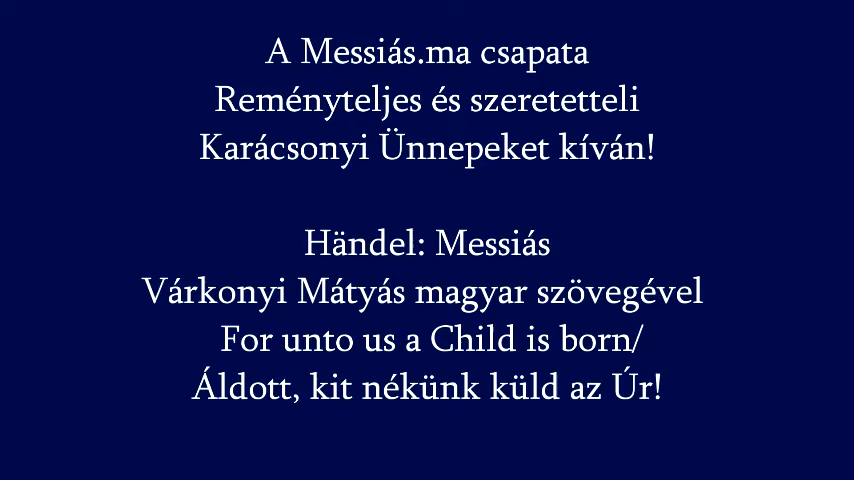 A Messiás.ma csapata
Reményteljes és szeretetteli
Karácsonyi Ünnepeket kíván!
Händel: Messiás
Várkonyi Mátyás magyar szövegével
For unto us a Child is born/
Áldott, kit nékünk küld az Úr!